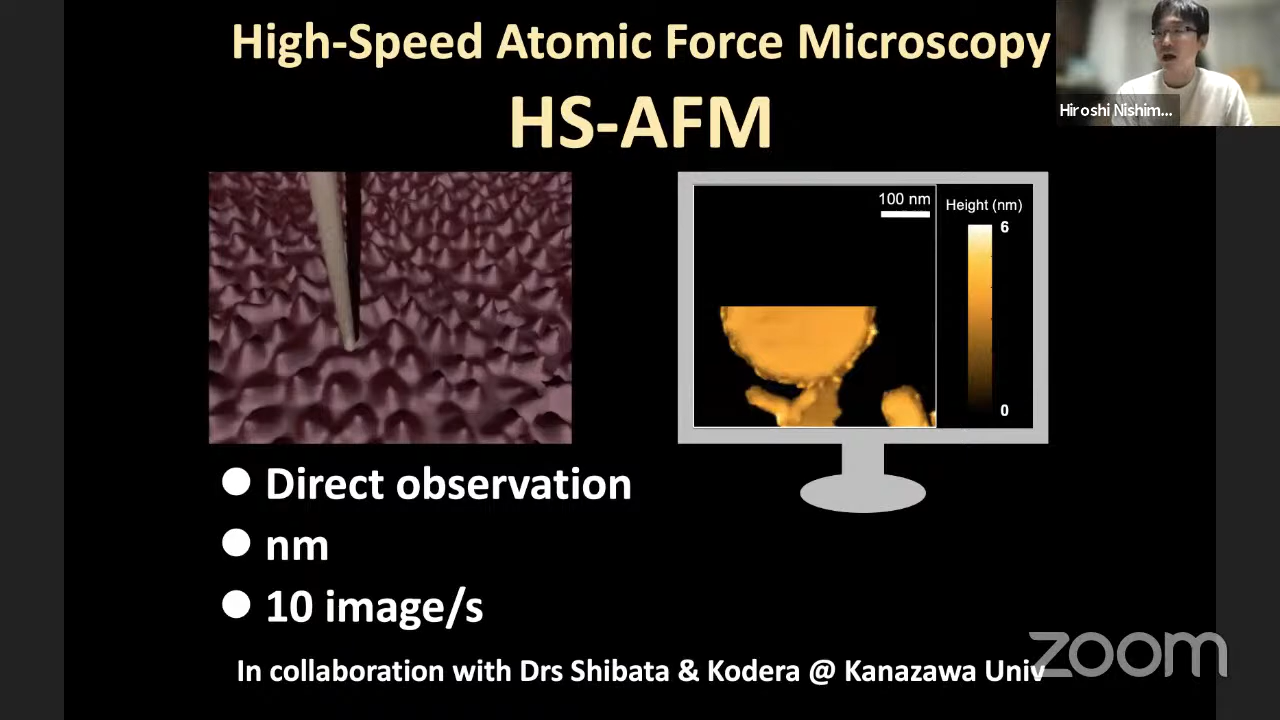 High-Speed Atomic Force Microscopy
HS-AFM
Hiroshi Nishim...
100 nm
Height (nm)
6
0
Direct observation
nm
10 image/s
In collaboration with Drs Shibata & Kodera @ Kanazawa Univ
zoom